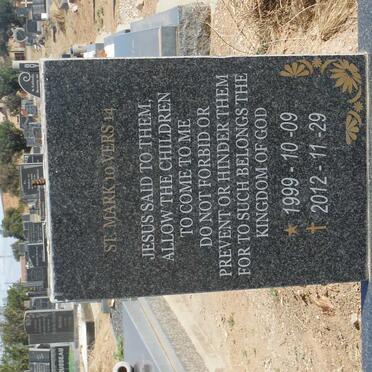 ST. MARK 10 VERS 14
JESUS SAID TO THEM,
ALLOW THE CHILDREN
TO COME TO ME
DO NOT FORBID OR
PREVENT OR HINDER THEM
FOR TO SUCH BELONGS THE
KINGDOM OF GOD
1999-10-09
2012-11-29